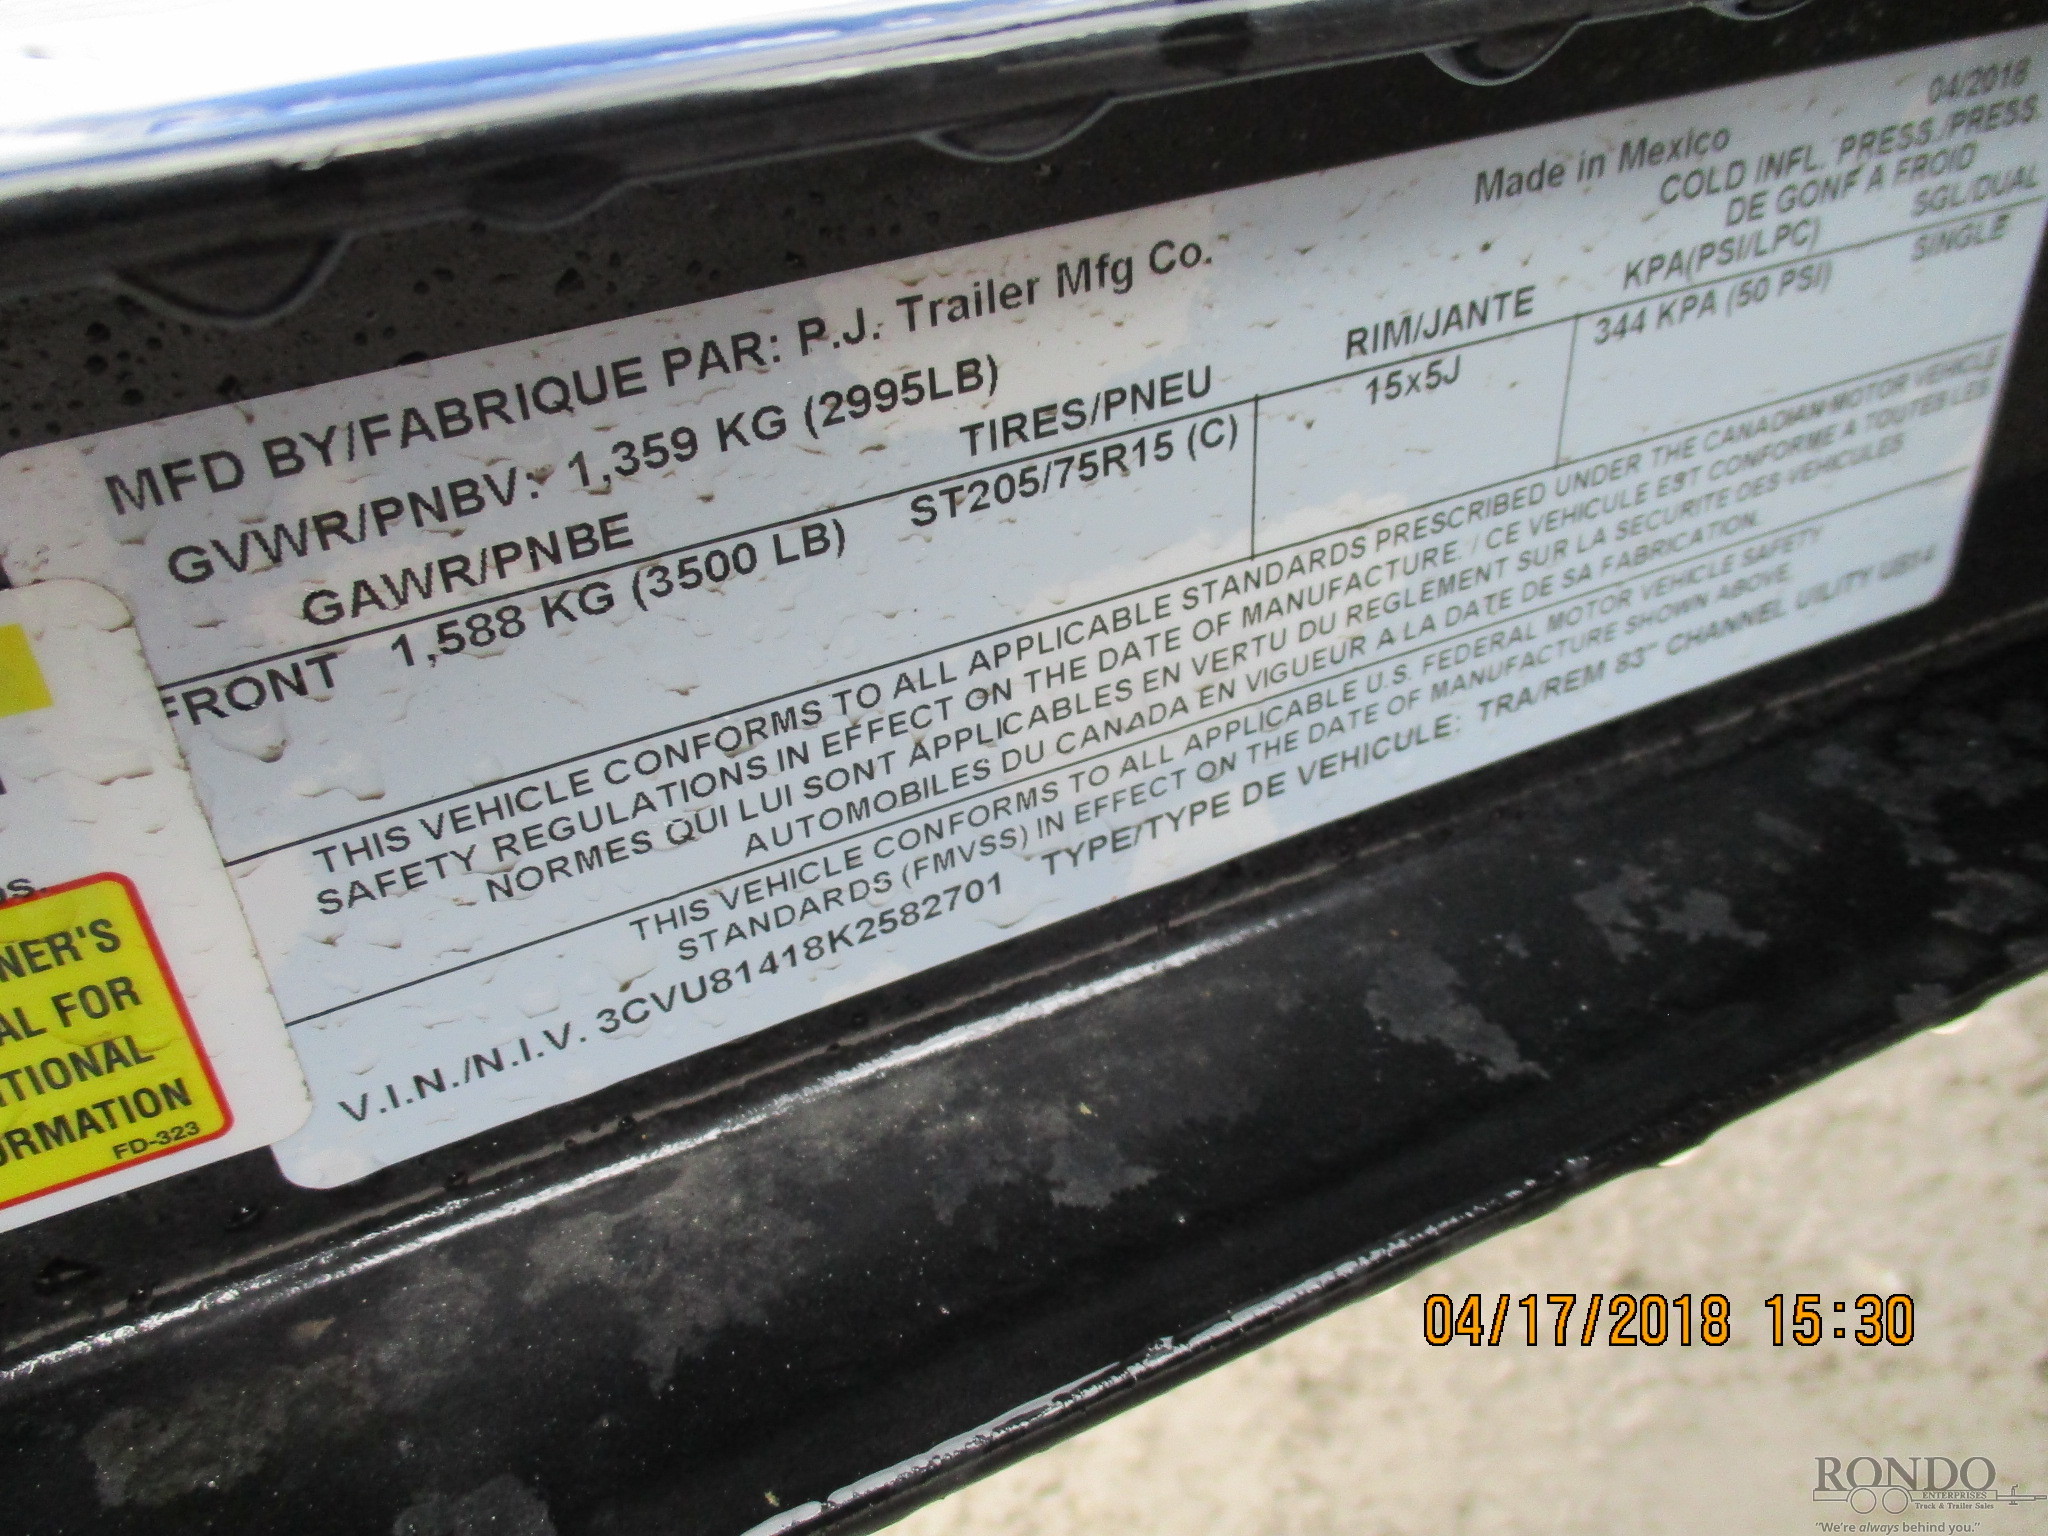 04/2018
MFD BY/FABRIQUE PAR: P.J. Trailer Mfg Co. Made in Mexico
GVWR/PNBV: 1,359 KG (2995LB)
COLD INFL. PRESS./PRESS.
DE GONF A FROID
GAWR/PNBE TIRES/PNEU RIM/JANTE KPA(PSI/LPC) SGL/DUAL
FRONT 1,588 KG (3500 LB) ST205/75R15 (C) 15x5J 344 KPA (50 PSI) SINGLE
THIS VEHICLE CONFORMS TO ALL APPLICABLE STANDARDS PRESCRIBED UNDER THE CANADIAN MOTOR VEHICLE
SAFETY REGULATIONS IN EFFECT ON THE DATE OF MANUFACTURE. / CE VEHICULE EST CONFORME A TOUTES LES
NORMES QUI LUI SONT APPLICABLES EN VERTU DU REGLEMENT SUR LA SECURITE DES VEHICULES
AUTOMOBILES DU CANADA EN VIGUEUR A LA DATE DE SA FABRICATION.
THIS VEHICLE CONFORMS TO ALL APPLICABLE U.S. FEDERAL MOTOR VEHICLE SAFETY
STANDARDS (FMVSS) IN EFFECT ON THE DATE OF MANUFACTURE SHOWN ABOVE.
V.I.N./N.I.V. 3CVU81418K2582701 TYPE/TYPE DE VEHICULE: TRA/REM 83" CHANNEL UTILITY U814
NER'S
AL FOR
ITIONAL
ORMATION
FD-323
04/17/2018 15:30
RONDO
ENTERPRISES
Truck & Trailer Sales
"We're always behind you."